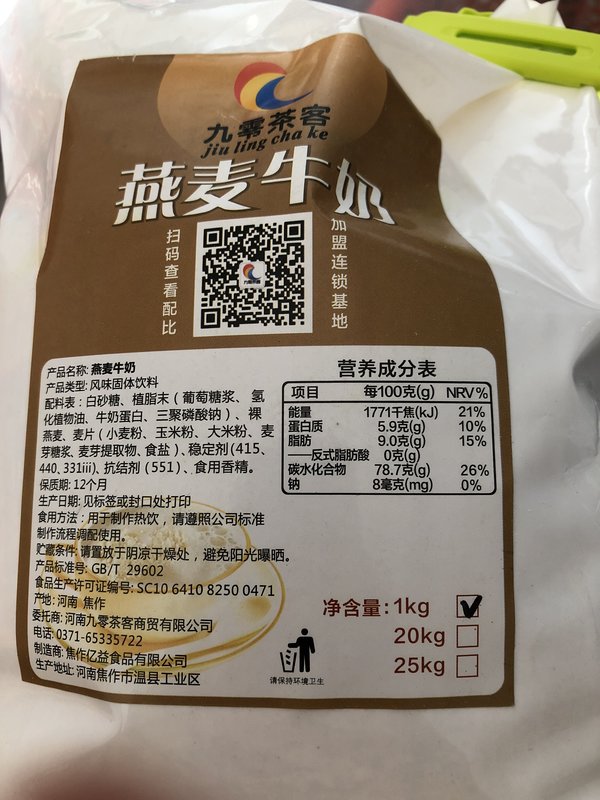 九零茶客
jiu ling cha ke
燕麦牛奶
扫码查看配比
加盟连锁基地
产品名称: 燕麦牛奶
产品类型: 风味固体饮料
配料表：白砂糖、植脂末（葡萄糖浆、氢
化植物油、牛奶蛋白、三聚磷酸钠）、裸
燕麦、麦片（小麦粉、玉米粉、大米粉、麦
芽糖浆、麦芽提取物、食盐）、稳定剂(415、
440、331iii)、抗结剂（551）、食用香精。
保质期: 12个月
生产日期: 见标签或封口处打印
食用方法：用于制作热饮，请遵照公司标准
制作流程调配使用。
贮藏条件: 请置放于阴凉干燥处，避免阳光曝晒。
产品标准号: GB/T 29602
食品生产许可证编号: SC10 6410 8250 0471
产地: 河南 焦作
委托商: 河南九零茶客商贸有限公司
电话: 0371-65335722
制造商: 焦作亿益食品有限公司
生产地址: 河南焦作市温县工业区
营养成分表
项目 每100克(g) NRV%
能量 1771千焦(kJ) 21%
蛋白质 5.9克(g) 10%
脂肪 9.0克(g) 15%
——反式脂肪酸 0克(g)
碳水化合物 78.7克(g) 26%
钠 8毫克(mg) 0%
净含量: 1kg
20kg
25kg
请保持环境卫生